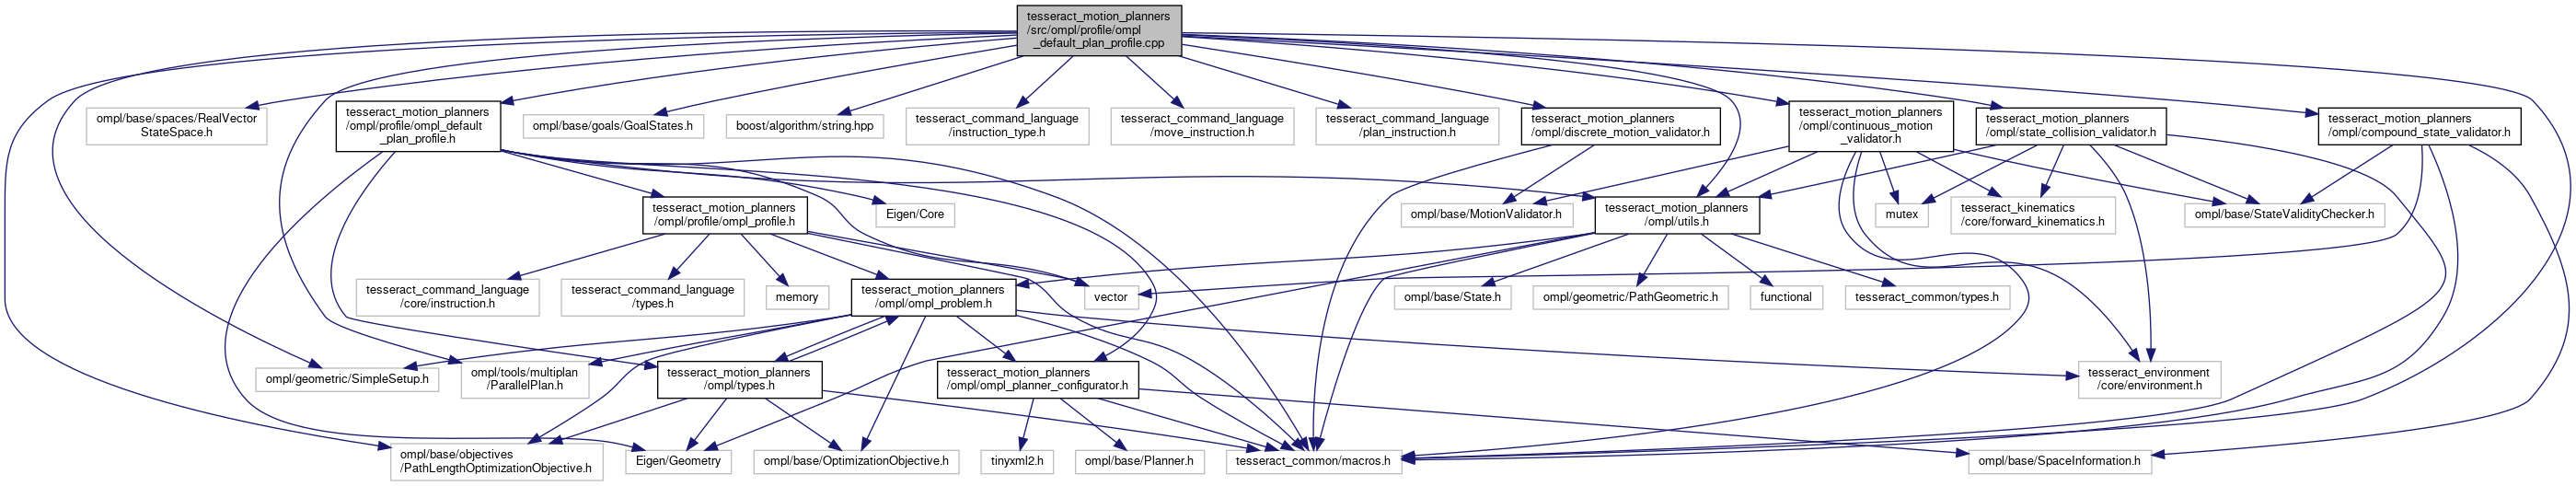 tesseract_motion_planners
/src/ompl/profile/ompl
_default_plan_profile.cpp
ompl/base/spaces/RealVector
StateSpace.h
tesseract_motion_planners
/ompl/profile/ompl_default
_plan_profile.h
ompl/base/goals/GoalStates.h
boost/algorithm/string.hpp
tesseract_command_language
/instruction_type.h
tesseract_command_language
/move_instruction.h
tesseract_command_language
/plan_instruction.h
tesseract_motion_planners
/ompl/discrete_motion_validator.h
tesseract_motion_planners
/ompl/continuous_motion
_validator.h
tesseract_motion_planners
/ompl/state_collision_validator.h
tesseract_motion_planners
/ompl/compound_state_validator.h
tesseract_motion_planners
/ompl/profile/ompl_profile.h
Eigen/Core
ompl/base/MotionValidator.h
tesseract_motion_planners
/ompl/utils.h
mutex
tesseract_kinematics
/core/forward_kinematics.h
ompl/base/StateValidityChecker.h
tesseract_command_language
/core/instruction.h
tesseract_command_language
/types.h
memory
tesseract_motion_planners
/ompl/ompl_problem.h
vector
ompl/base/State.h
ompl/geometric/PathGeometric.h
functional
tesseract_common/types.h
ompl/geometric/SimpleSetup.h
ompl/tools/multiplan
/ParallelPlan.h
tesseract_motion_planners
/ompl/types.h
tesseract_motion_planners
/ompl/ompl_planner_configurator.h
tesseract_environment
/core/environment.h
ompl/base/objectives
/PathLengthOptimizationObjective.h
Eigen/Geometry
ompl/base/OptimizationObjective.h
tinyxml2.h
ompl/base/Planner.h
tesseract_common/macros.h
ompl/base/SpaceInformation.h